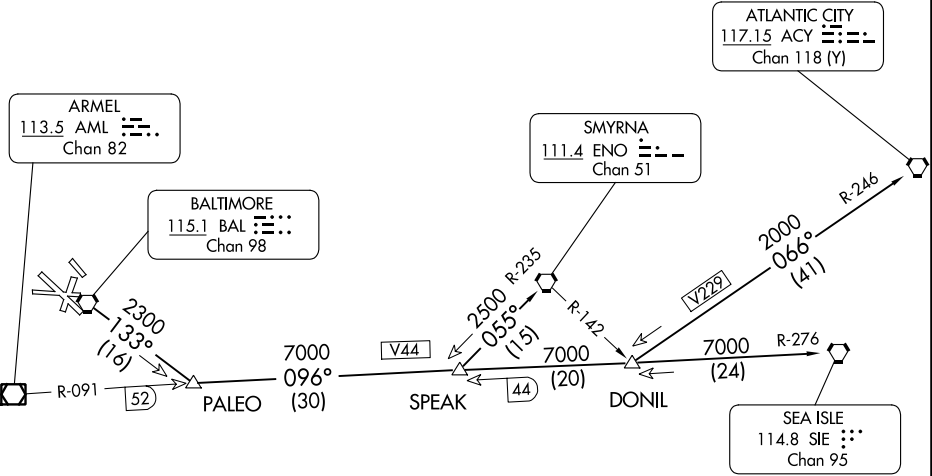 ATLANTIC CITY
117.15 ACY
Chan 118 (Y)
ARMEL
113.5 AML
Chan 82
SMYRNA
111.4 ENO
Chan 51
BALTIMORE
115.1 BAL
Chan 98
R-246
2000
066°
(41)
V229
R-235
2500
055°
(15)
R-142
2300
133°
(16)
7000
096°
(30)
V44
7000
(20)
44
7000
(24)
R-276
R-091
52
PALEO
SPEAK
DONIL
SEA ISLE
114.8 SIE
Chan 95